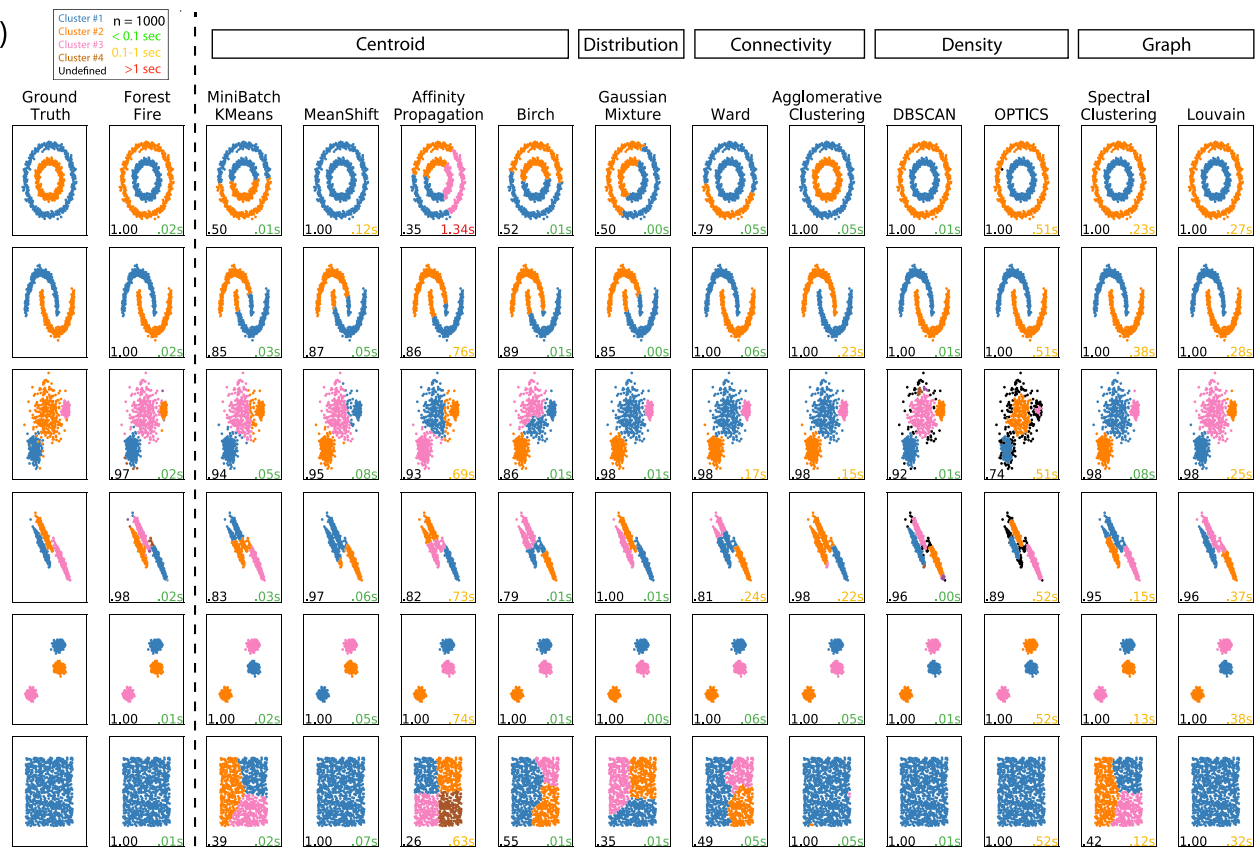 )
Cluster #1 n = 1000
Cluster #2 < 0.1 sec
Cluster #3 0.1-1 sec
Cluster #4
Undefined >1 sec
Centroid Distribution Connectivity Density Graph
Ground Truth Forest Fire MiniBatch KMeans MeanShift Affinity Propagation Birch Gaussian Mixture Ward Agglomerative Clustering DBSCAN OPTICS Spectral Clustering Louvain
1.00 .02s .50 .01s 1.00 .12s .35 1.34s .52 .01s .50 .00s .79 .05s 1.00 .05s 1.00 .01s 1.00 .51s 1.00 .23s 1.00 .27s
1.00 .02s .85 .03s .87 .05s .86 .76s .89 .01s .85 .00s 1.00 .06s 1.00 .23s 1.00 .01s 1.00 .51s 1.00 .38s 1.00 .28s
.97 .02s .94 .05s .95 .08s .93 .69s .86 .01s .98 .01s .98 .17s .98 .15s .92 .01s .74 .51s .98 .08s .98 .25s
.98 .02s .83 .03s .97 .06s .82 .73s .79 .01s 1.00 .01s .81 .24s .98 .22s .96 .00s .89 .52s .95 .15s .96 .37s
1.00 .01s 1.00 .02s 1.00 .05s 1.00 .74s 1.00 .01s 1.00 .00s 1.00 .06s 1.00 .05s 1.00 .01s 1.00 .52s 1.00 .13s 1.00 .38s
1.00 .01s .39 .02s 1.00 .07s .26 .63s .55 .01s .35 .01s .49 .05s 1.00 .05s 1.00 .01s 1.00 .52s .42 .12s 1.00 .32s